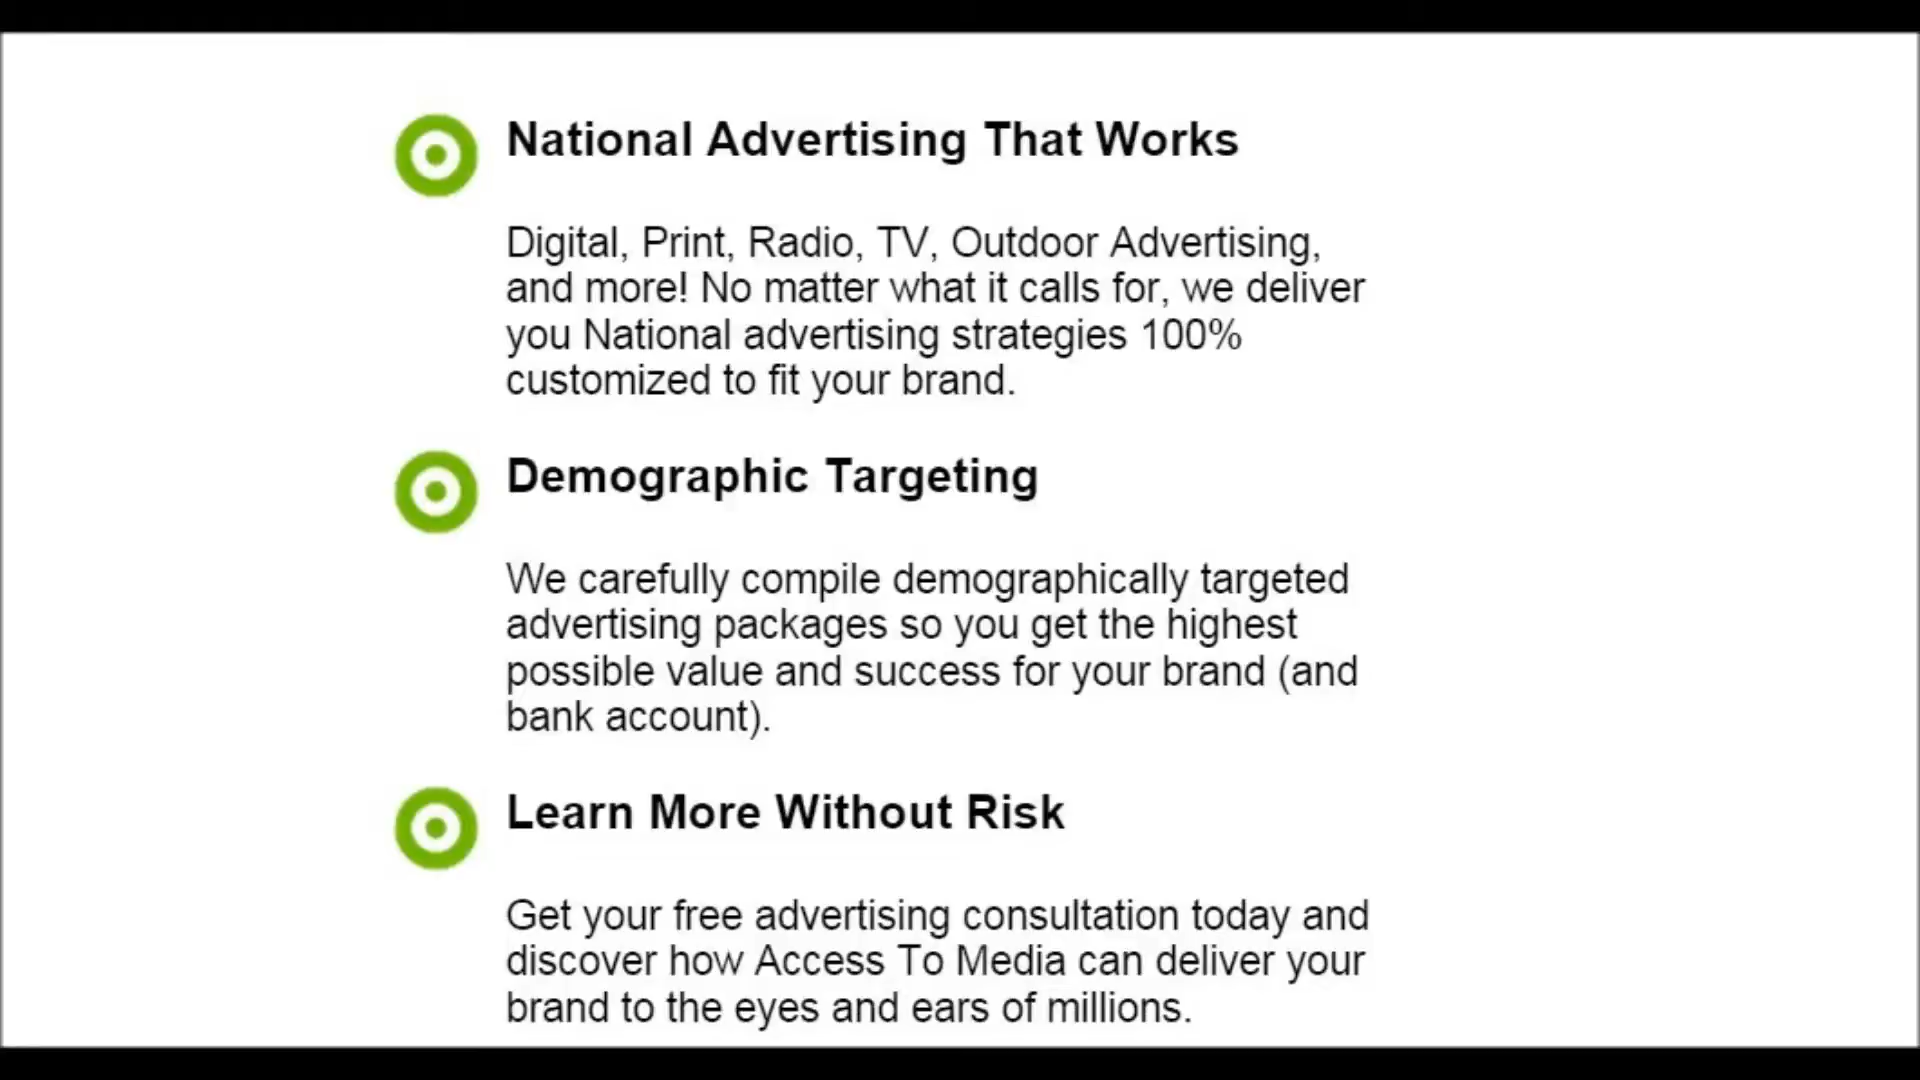 National Advertising That Works
Digital, Print, Radio, TV, Outdoor Advertising,
and more! No matter what it calls for, we deliver
you National advertising strategies 100%
customized to fit your brand.
Demographic Targeting
We carefully compile demographically targeted
advertising packages so you get the highest
possible value and success for your brand (and
bank account).
Learn More Without Risk
Get your free advertising consultation today and
discover how Access To Media can deliver your
brand to the eyes and ears of millions.